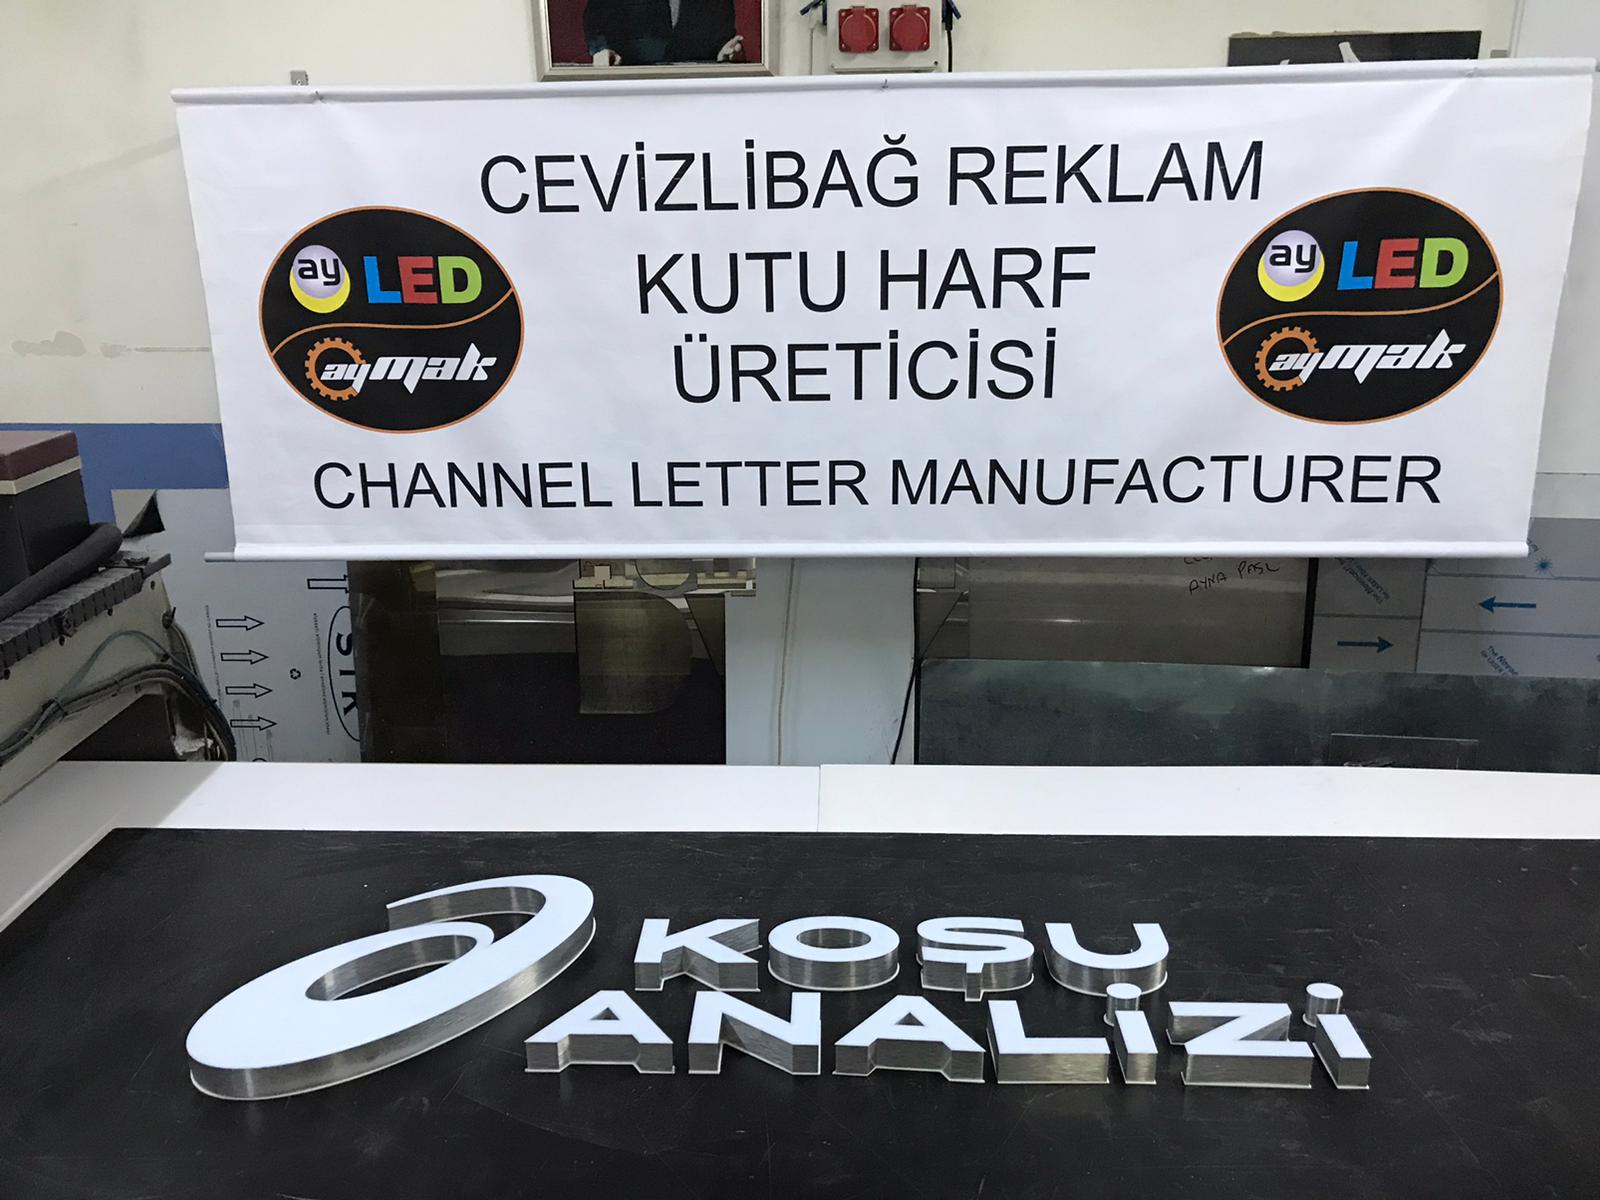 CEVİZLİBAĞ REKLAM
ay LED
aymak
KUTU HARF
ÜRETİCİSİ
ay LED
aymak
CHANNEL LETTER MANUFACTURER
AYNA
KOŞU
ANALİZİ